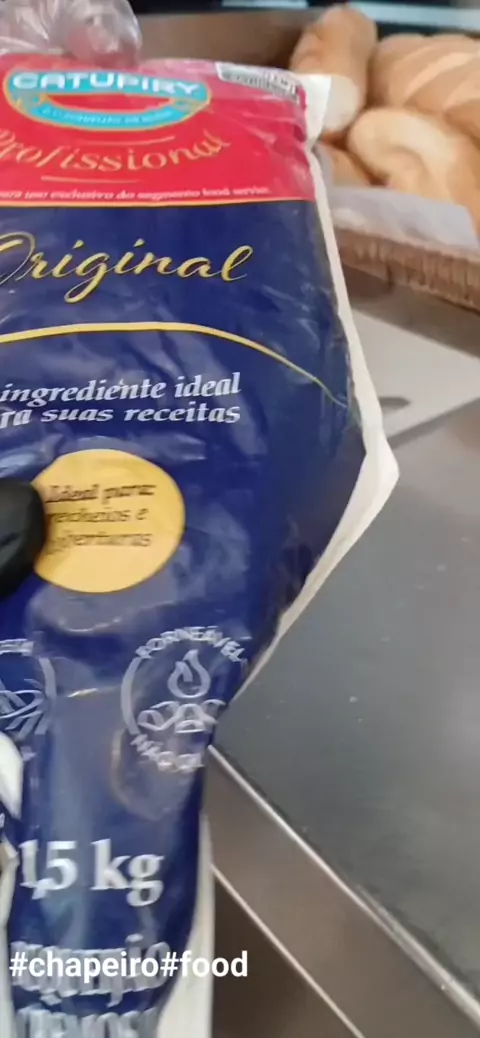 CATUPIRY
Profissional
para uso exclusivo do segmento food servic.
Original
ingrediente ideal
ra suas receitas
Ideal para:
recheios e
coberturas
FORNEÁVEL
1,5 kg
#chapeiro#food